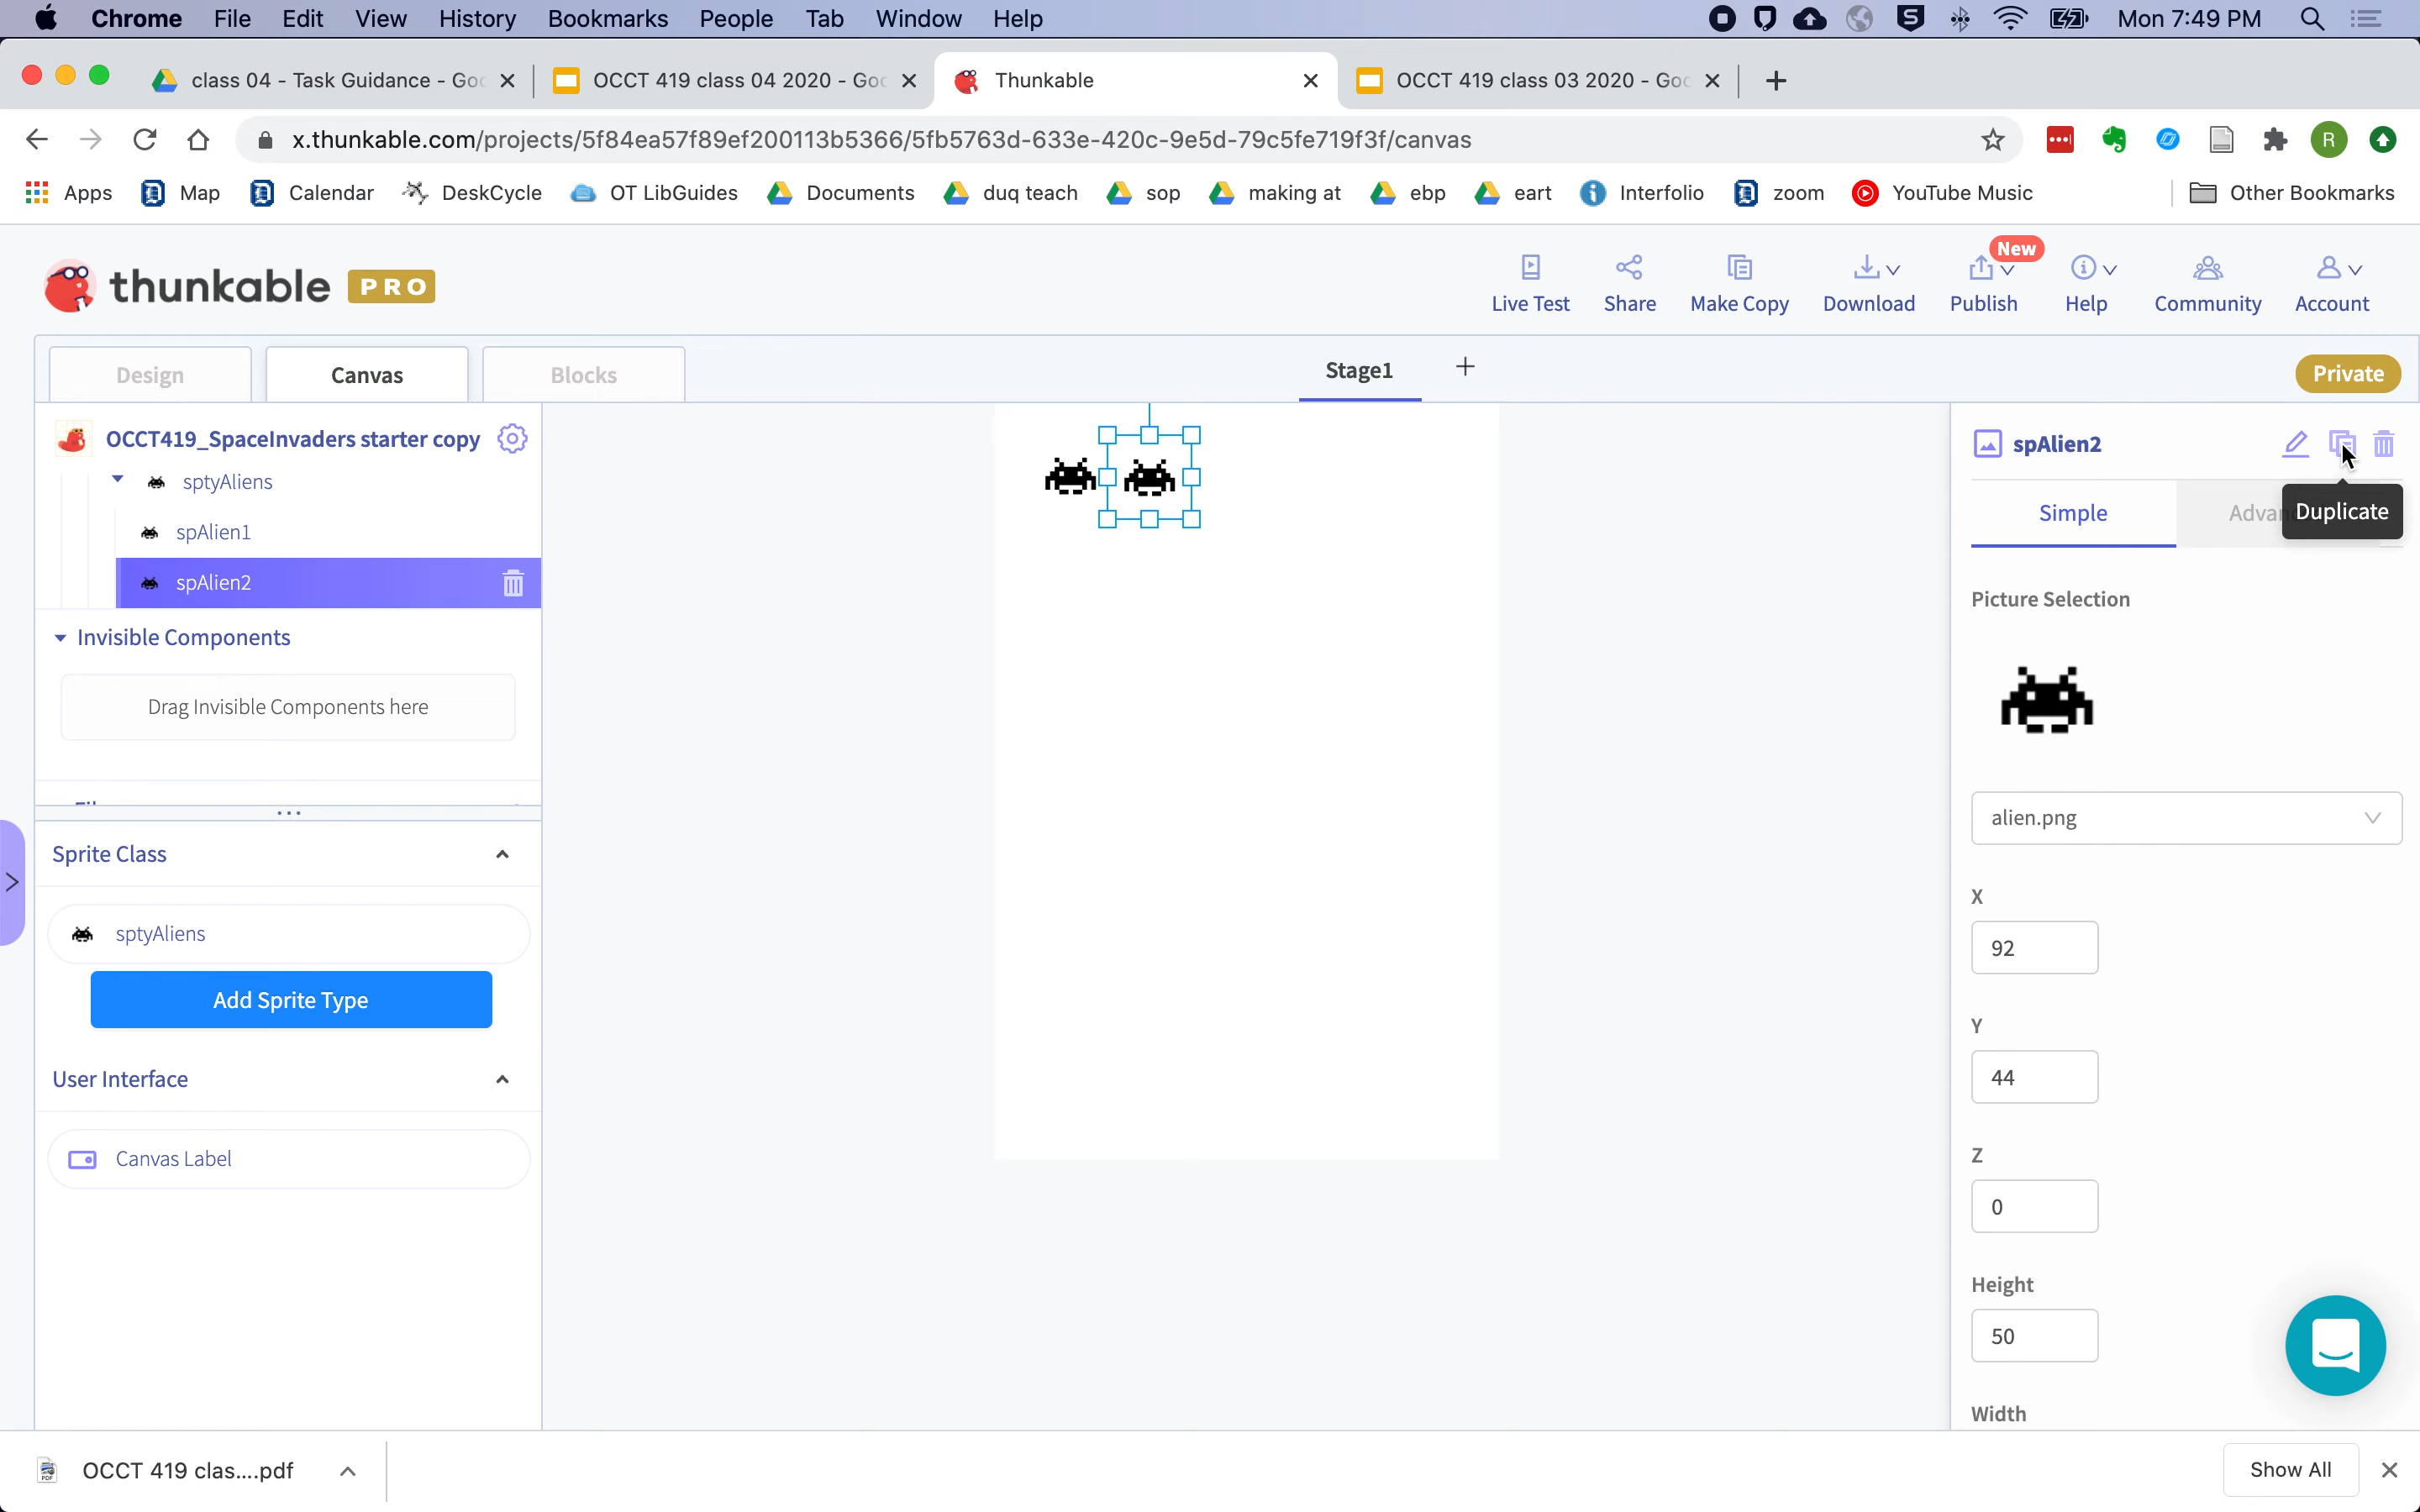 Chrome File Edit View History Bookmarks People Tab Window Help Mon 7:49 PM
class 04 - Task Guidance - Goo OCCT 419 class 04 2020 - Goo Thunkable OCCT 419 class 03 2020 - Goo
x.thunkable.com/projects/5f84ea57f89ef200113b5366/5fb5763d-633e-420c-9e5d-79c5fe719f3f/canvas R
Apps Map Calendar DeskCycle OT LibGuides Documents duq teach sop making at ebp eart Interfolio zoom YouTube Music Other Bookmarks
thunkable PRO
New
Live Test Share Make Copy Download Publish Help Community Account
Design Canvas Blocks Stage1 + Private
OCCT419_SpaceInvaders starter copy
sptyAliens
spAlien1
spAlien2
Invisible Components
Drag Invisible Components here
Sprite Class
sptyAliens
Add Sprite Type
User Interface
Canvas Label
spAlien2
Simple Advan
Duplicate
Picture Selection
alien.png
X
92
Y
44
Z
0
Height
50
Width
OCCT 419 clas....pdf Show All